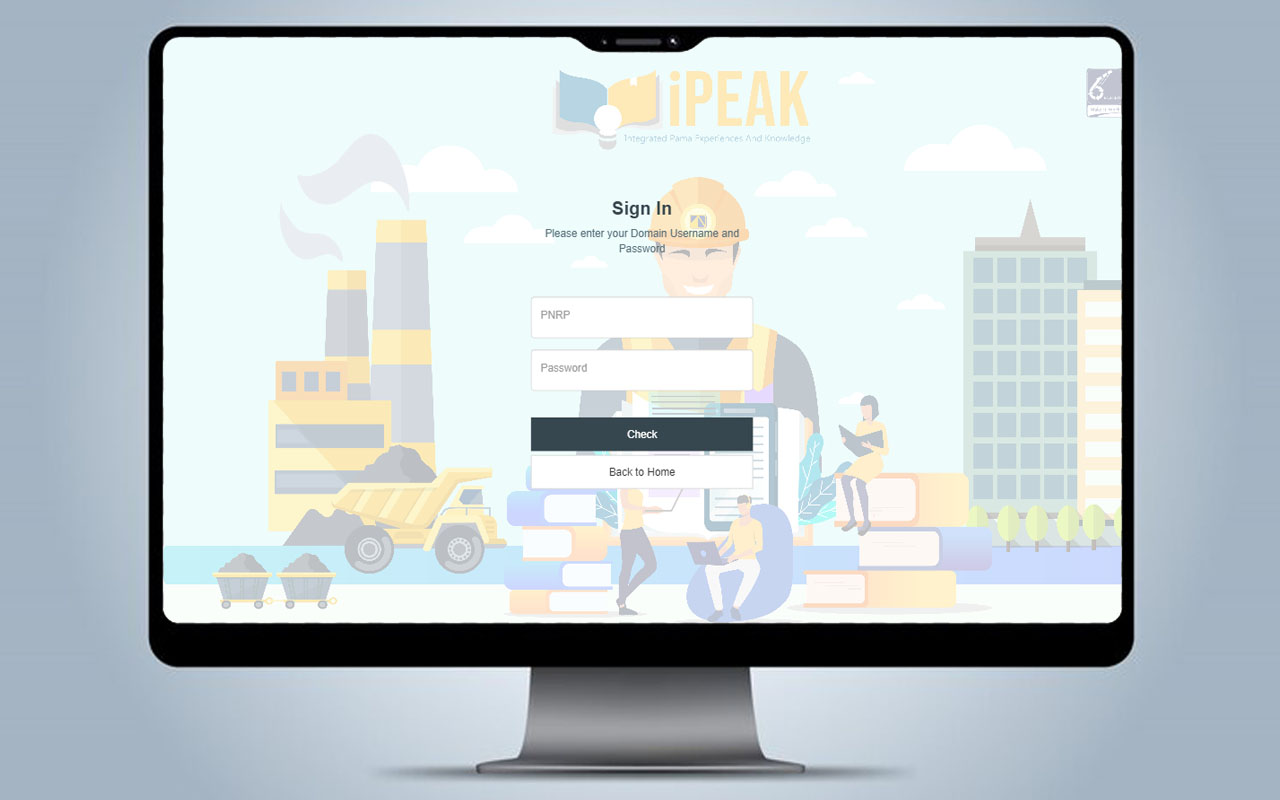 iPEAK
Integrated Pama Experiences And Knowledge
Sign In
Please enter your Domain Username and
Password
PNRP
Password
Check
Back to Home